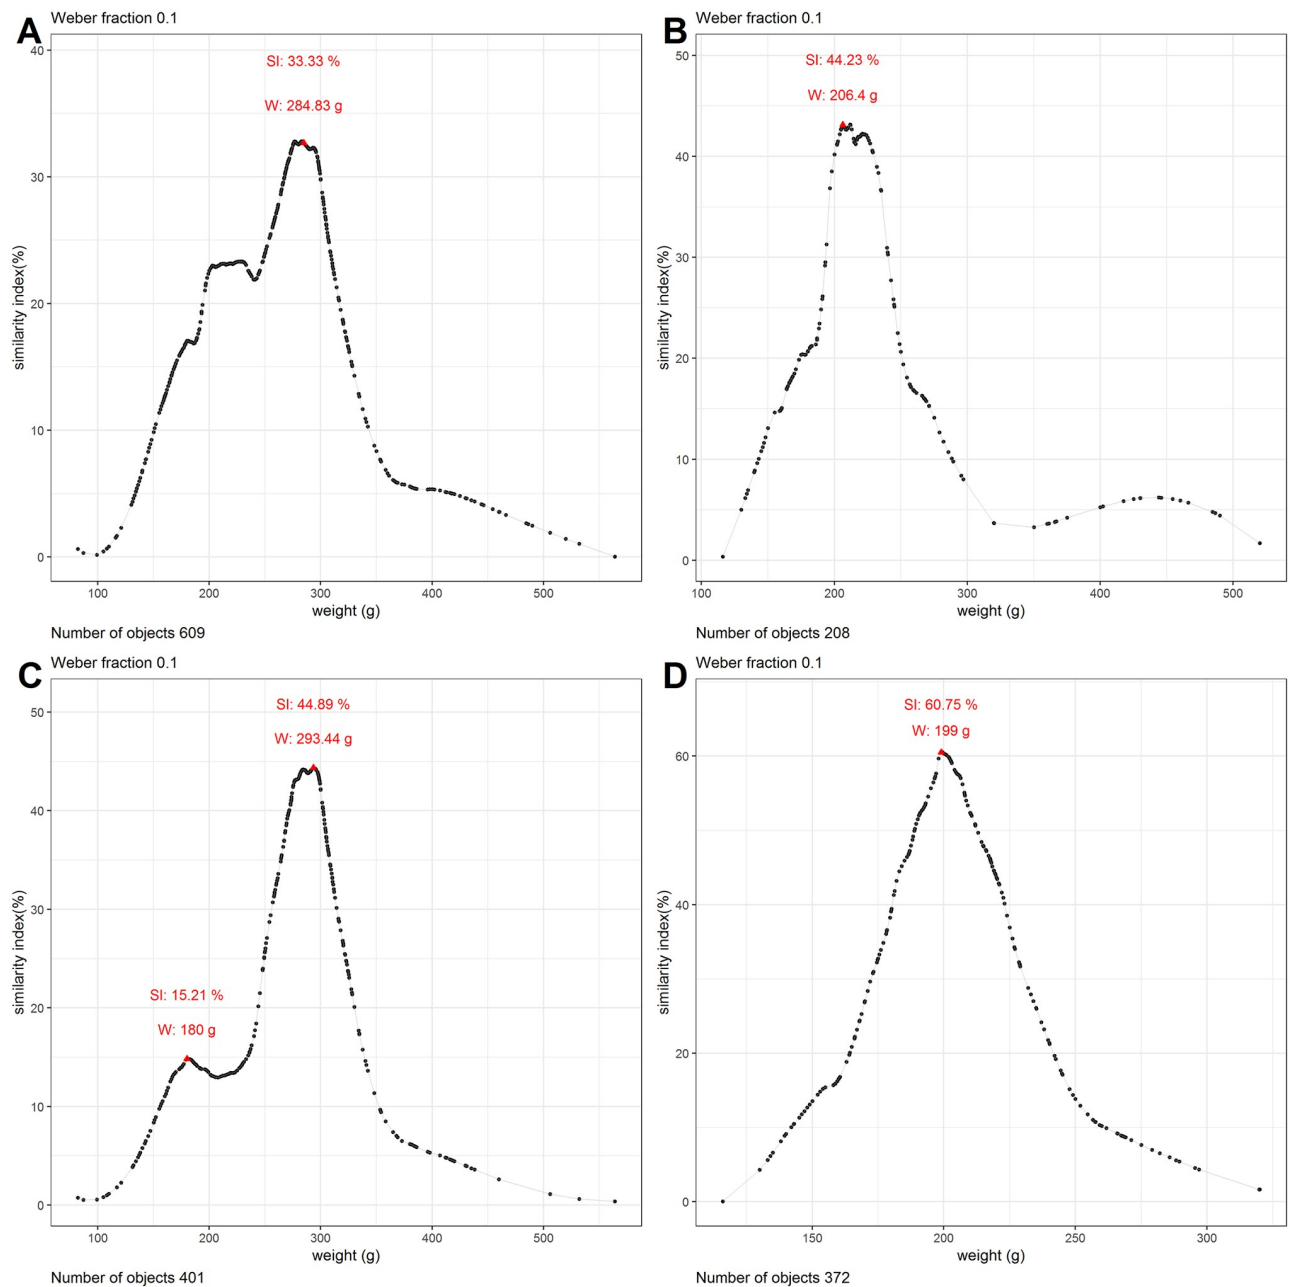 A
Weber fraction 0.1
SI: 33.33 %
W: 284.83 g
similarity index(%)
40
30
20
10
0
100 200 300 400 500
weight (g)
Number of objects 609
B
Weber fraction 0.1
SI: 44.23 %
W: 206.4 g
similarity index(%)
50
40
30
20
10
0
100 200 300 400 500
weight (g)
Number of objects 208
C
Weber fraction 0.1
SI: 44.89 %
W: 293.44 g
SI: 15.21 %
W: 180 g
similarity index(%)
50
40
30
20
10
0
100 200 300 400 500
weight (g)
Number of objects 401
D
Weber fraction 0.1
SI: 60.75 %
W: 199 g
similarity index(%)
60
40
20
0
150 200 250 300
weight (g)
Number of objects 372